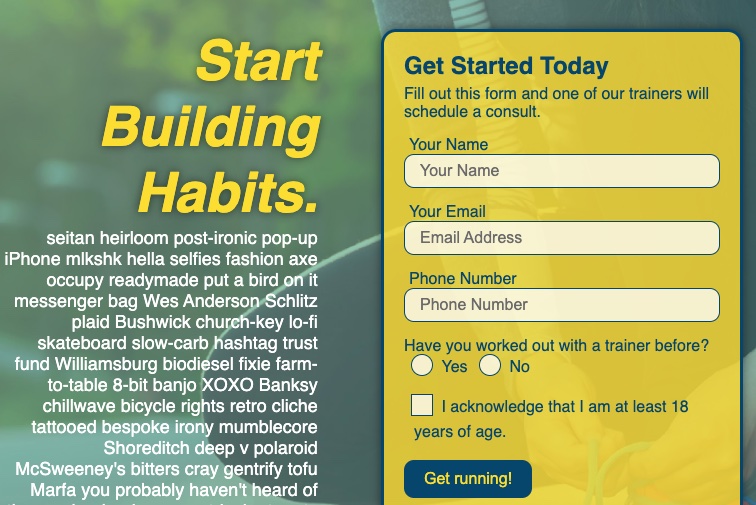 Start
Building
Habits.
seitan heirloom post-ironic pop-up
iPhone mlkshk hella selfies fashion axe
occupy readymade put a bird on it
messenger bag Wes Anderson Schlitz
plaid Bushwick church-key lo-fi
skateboard slow-carb hashtag trust
fund Williamsburg biodiesel fixie farm-
to-table 8-bit banjo XOXO Banksy
chillwave bicycle rights retro cliche
tattooed bespoke irony mumblecore
Shoreditch deep v polaroid
McSweeney's bitters cray gentrify tofu
Marfa you probably haven't heard of
Get Started Today
Fill out this form and one of our trainers will
schedule a consult.
Your Name
Your Name
Your Email
Email Address
Phone Number
Phone Number
Have you worked out with a trainer before?
Yes No
I acknowledge that I am at least 18
years of age.
Get running!